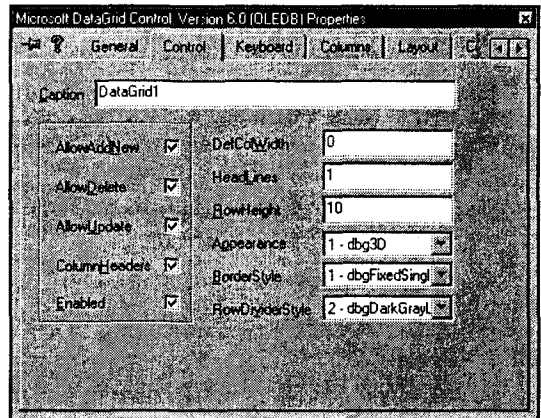 Microsoft DataGrid Control, Version 6.0 (OLEDB) Properties
General Control Keyboard Columns Layout C
Caption DataGrid1
AllowAddNew DefColWidth 0
AllowDelete HeadLines 1
AllowUpdate RowHeight 10
Appearance 1 - dbg3D
ColumnHeaders BorderStyle 1 - dbgFixedSingl
Enabled RowDividerStyle 2 - dbgDarkGrayL